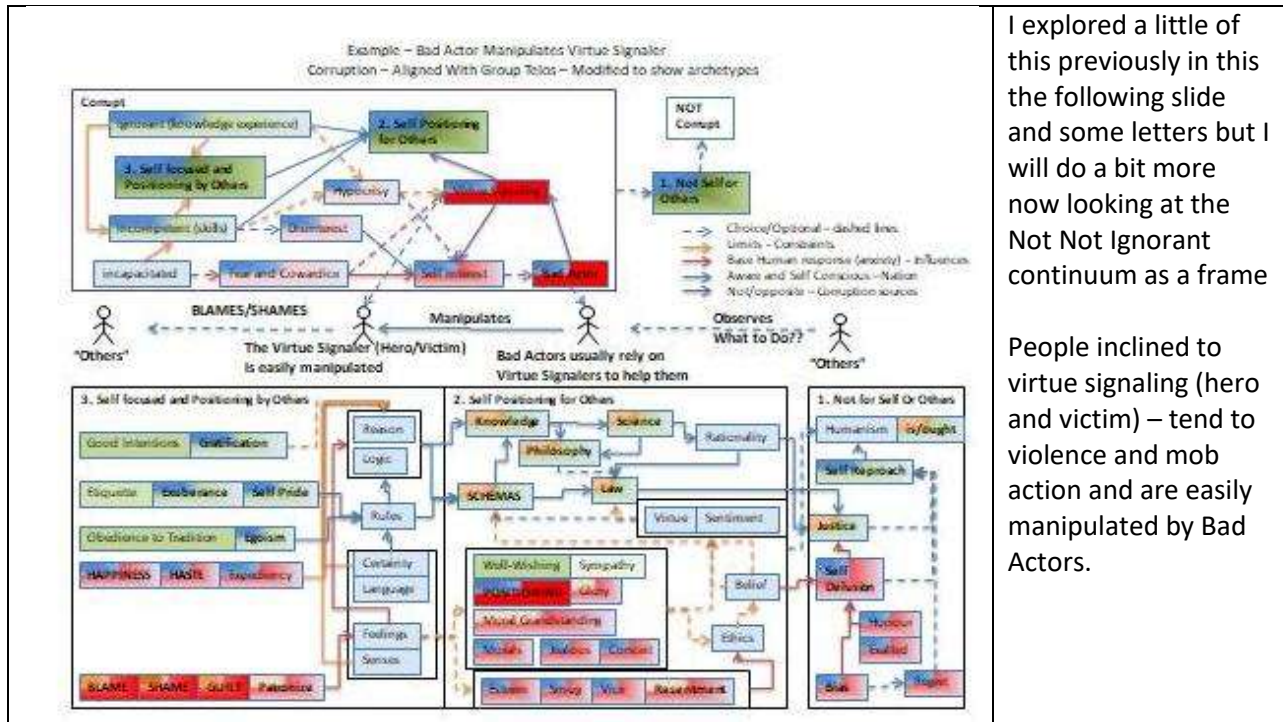 Example – Bad Actor Manipulates Virtue Signaler
Corruption – Aligned With Group Telos – Modified to show archetypes
Corrupt
Ignorant (knowledge experience)
2. Self Positioning
for Others
3. Self focused and
Positioning by Others
Hypocrisy
Incompetent (skills)
Disinterest
Incapacitated
Fear and Cowardice
Self Interest
Bad Actor
NOT
Corrupt
1. Not Self or
Others
Choice/Optional – dashed lines
Limits - Constraints
Base Human response (anxiety) – Influences
Aware and Self Conscious –Nation
Not/opposite – Corruption sources
BLAMES/SHAMES
Manipulates
Observes
What to Do??
"Others"
The Virtue Signaler (Hero/Victim)
Is easily manipulated
Bad Actors usually rely on
Virtue Signalers to help them
"Others"
3. Self focused and Positioning by Others
Good Intentions
Gratification
Etiquette
Exuberance
Self Pride
Obedience to Tradition
Egoism
HAPPINESS
HASTE
Expediency
BLAME
SHAME
GUILT
Patronize
Reason
Logic
Rules
Certainty
Language
Feelings
Senses
2. Self Positioning for Others
Knowledge
Science
Philosophy
Rationality
SCHEMAS
Law
Virtue
Sentiment
Well-Wishing
Sympathy
Moral Grandstanding
Morals
Jealous
Belief
Ethics
Smug
Resentment
1. Not for Self Or Others
Humanism
is/ought
Self Reproach
Justice
Self
Delusion
Honour
Exalted
Bias
I explored a little of
this previously in this
the following slide
and some letters but I
will do a bit more
now looking at the
Not Not Ignorant
continuum as a frame
People inclined to
virtue signaling (hero
and victim) – tend to
violence and mob
action and are easily
manipulated by Bad
Actors.